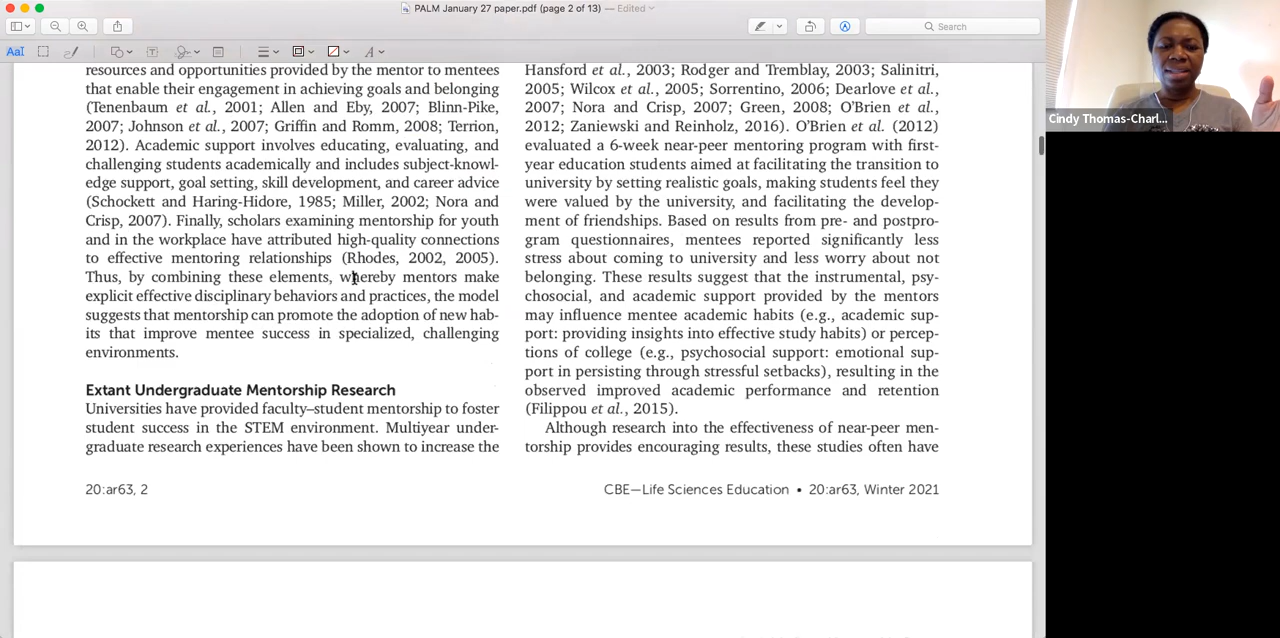 PALM January 27 paper.pdf (page 2 of 13) — Edited
Search
AaI
T
A
Cindy Thomas-Charl...
resources and opportunities provided by the mentor to mentees
that enable their engagement in achieving goals and belonging
(Tenenbaum et al., 2001; Allen and Eby, 2007; Blinn-Pike,
2007; Johnson et al., 2007; Griffin and Romm, 2008; Terrion,
2012). Academic support involves educating, evaluating, and
challenging students academically and includes subject-knowl-
edge support, goal setting, skill development, and career advice
(Schockett and Haring-Hidore, 1985; Miller, 2002; Nora and
Crisp, 2007). Finally, scholars examining mentorship for youth
and in the workplace have attributed high-quality connections
to effective mentoring relationships (Rhodes, 2002, 2005).
Thus, by combining these elements, whereby mentors make
explicit effective disciplinary behaviors and practices, the model
suggests that mentorship can promote the adoption of new hab-
its that improve mentee success in specialized, challenging
environments.
Extant Undergraduate Mentorship Research
Universities have provided faculty–student mentorship to foster
student success in the STEM environment. Multiyear under-
graduate research experiences have been shown to increase the
Hansford et al., 2003; Rodger and Tremblay, 2003; Salinitri,
2005; Wilcox et al., 2005; Sorrentino, 2006; Dearlove et al.,
2007; Nora and Crisp, 2007; Green, 2008; O’Brien et al.,
2012; Zaniewski and Reinholz, 2016). O’Brien et al. (2012)
evaluated a 6-week near-peer mentoring program with first-
year education students aimed at facilitating the transition to
university by setting realistic goals, making students feel they
were valued by the university, and facilitating the develop-
ment of friendships. Based on results from pre- and postpro-
gram questionnaires, mentees reported significantly less
stress about coming to university and less worry about not
belonging. These results suggest that the instrumental, psy-
chosocial, and academic support provided by the mentors
may influence mentee academic habits (e.g., academic sup-
port: providing insights into effective study habits) or percep-
tions of college (e.g., psychosocial support: emotional sup-
port in persisting through stressful setbacks), resulting in the
observed improved academic performance and retention
(Filippou et al., 2015).
Although research into the effectiveness of near-peer men-
torship provides encouraging results, these studies often have
20:ar63, 2
CBE—Life Sciences Education • 20:ar63, Winter 2021